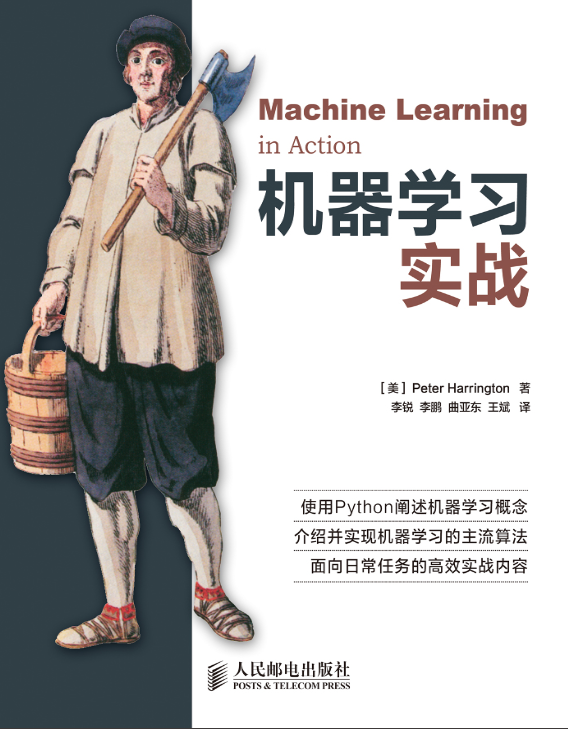 Machine Learning
in Action
机器学习
实战
[美] Peter Harrington 著
李锐 李鹏 曲亚东 王斌 译
使用Python阐述机器学习概念
介绍并实现机器学习的主流算法
面向日常任务的高效实战内容
人民邮电出版社
POSTS & TELECOM PRESS